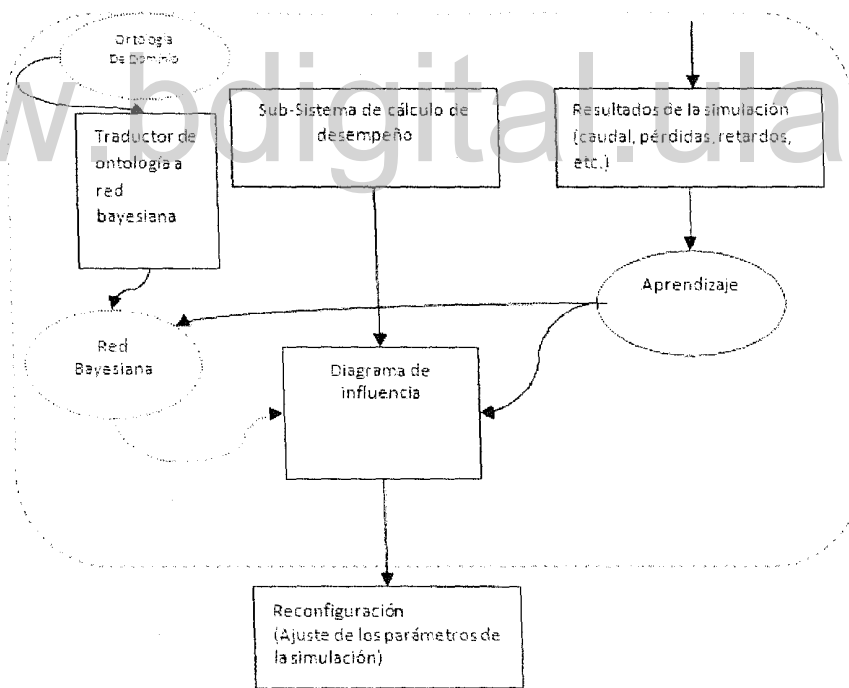 Ontología
De Dominio
w.bdigital.ula
Traductor de
ontología a
red
bayesiana
Sub-Sistema de cálculo de
desempeño
Resultados de la simulación
(caudal, pérdidas, retardos,
etc.)
Aprendizaje
Red
Bayesiana
Diagrama de
influencia
Reconfiguración
(Ajuste de los parámetros de
la simulación)